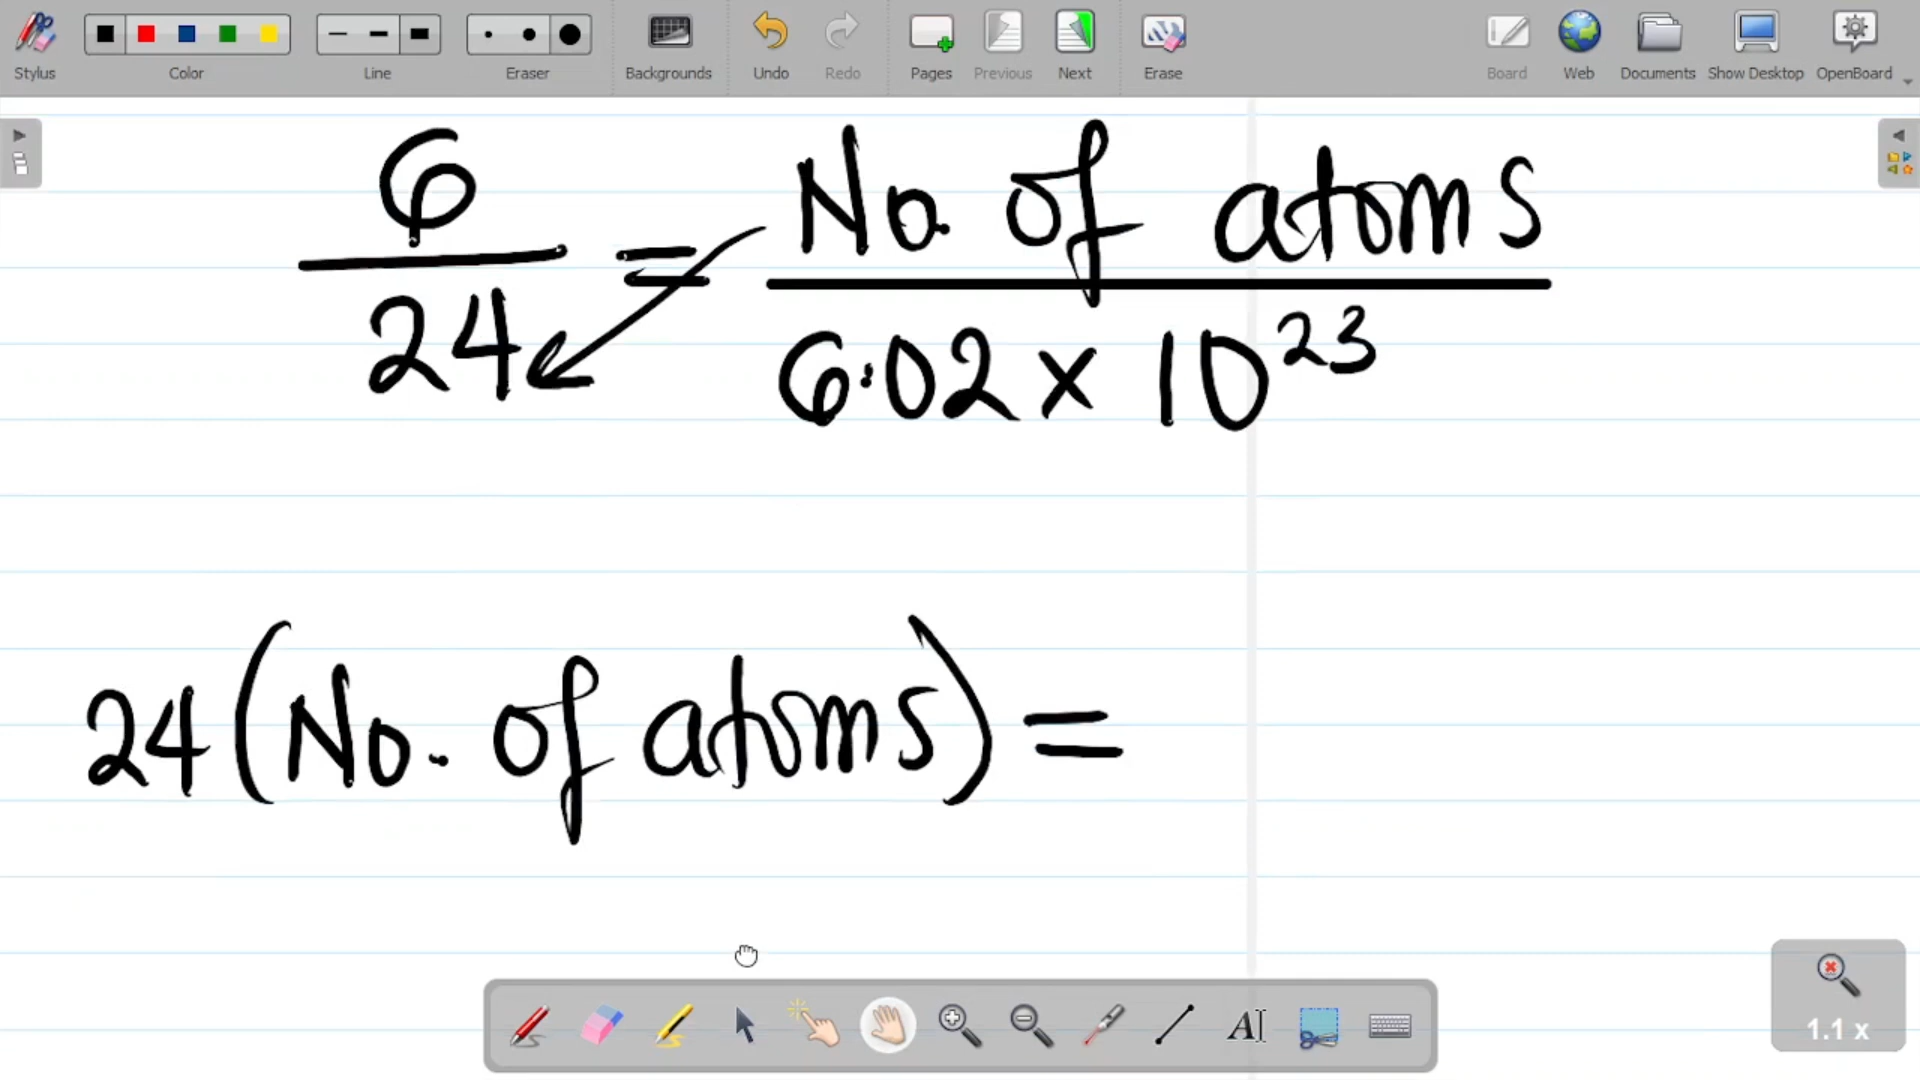 Stylus Color Line Eraser Backgrounds Undo Redo Pages Previous Next Erase Board Web Documents Show Desktop OpenBoard
6/24 = No. of atoms / 6.02 x 10^23
24 (No. of atoms) =
AI
1.1 x